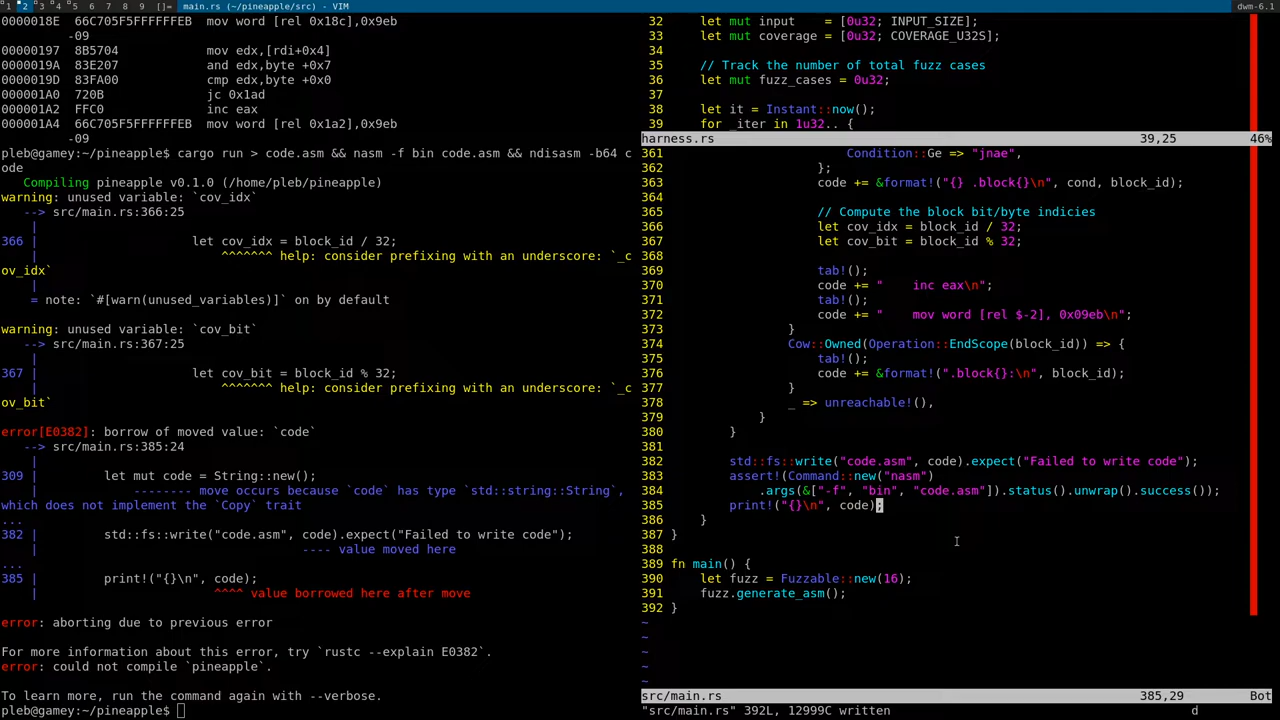 1 2 3 4 5 6 7 8 9 []= main.rs (~/pineapple/src) - VIM dwm-6.1
0000018E 66C705F5FFFFFFEB mov word [rel 0x18c],0x9eb
-09
00000197 8B5704 mov edx,[rdi+0x4]
0000019A 83E207 and edx,byte +0x7
0000019D 83FA00 cmp edx,byte +0x0
000001A0 720B jc 0x1ad
000001A2 FFC0 inc eax
000001A4 66C705F5FFFFFFEB mov word [rel 0x1a2],0x9eb
-09
pleb@gamey:~/pineapple$ cargo run > code.asm && nasm -f bin code.asm && ndisasm -b64 c
ode
Compiling pineapple v0.1.0 (/home/pleb/pineapple)
warning: unused variable: `cov_idx`
--> src/main.rs:366:25
|
366 | let cov_idx = block_id / 32;
| ^^^^^^^ help: consider prefixing with an underscore: `_c
ov_idx`
|
= note: `#[warn(unused_variables)]` on by default
warning: unused variable: `cov_bit`
--> src/main.rs:367:25
|
367 | let cov_bit = block_id % 32;
| ^^^^^^^ help: consider prefixing with an underscore: `_c
ov_bit`
error[E0382]: borrow of moved value: `code`
--> src/main.rs:385:24
|
309 | let mut code = String::new();
| -------- move occurs because `code` has type `std::string::String`,
which does not implement the `Copy` trait
...
382 | std::fs::write("code.asm", code).expect("Failed to write code");
| ---- value moved here
...
385 | print!("{}\n", code);
| ^^^^ value borrowed here after move
error: aborting due to previous error
For more information about this error, try `rustc --explain E0382`.
error: could not compile `pineapple`.
To learn more, run the command again with --verbose.
pleb@gamey:~/pineapple$
32 let mut input = [0u32; INPUT_SIZE];
33 let mut coverage = [0u32; COVERAGE_U32S];
34
35 // Track the number of total fuzz cases
36 let mut fuzz_cases = 0u32;
37
38 let it = Instant::now();
39 for _iter in 1u32.. {
harness.rs 39,25 46%
361 Condition::Ge => "jnae",
362 };
363 code += &format!("{} .block{}\n", cond, block_id);
364
365 // Compute the block bit/byte indicies
366 let cov_idx = block_id / 32;
367 let cov_bit = block_id % 32;
368
369 tab!();
370 code += "    inc eax\n";
371 tab!();
372 code += "    mov word [rel $-2], 0x09eb\n";
373 }
374 Cow::Owned(Operation::EndScope(block_id)) => {
375 tab!();
376 code += &format!(".block{}:\n", block_id);
377 }
378 _ => unreachable!(),
379 }
380 }
381
382 std::fs::write("code.asm", code).expect("Failed to write code");
383 assert!(Command::new("nasm")
384 .args(&["-f", "bin", "code.asm"]).status().unwrap().success());
385 print!("{}\n", code);
386 }
387 }
388
389 fn main() {
390 let fuzz = Fuzzable::new(16);
391 fuzz.generate_asm();
392 }
~
~
~
~
~
src/main.rs 385,29 Bot
"src/main.rs" 392L, 12999C written d